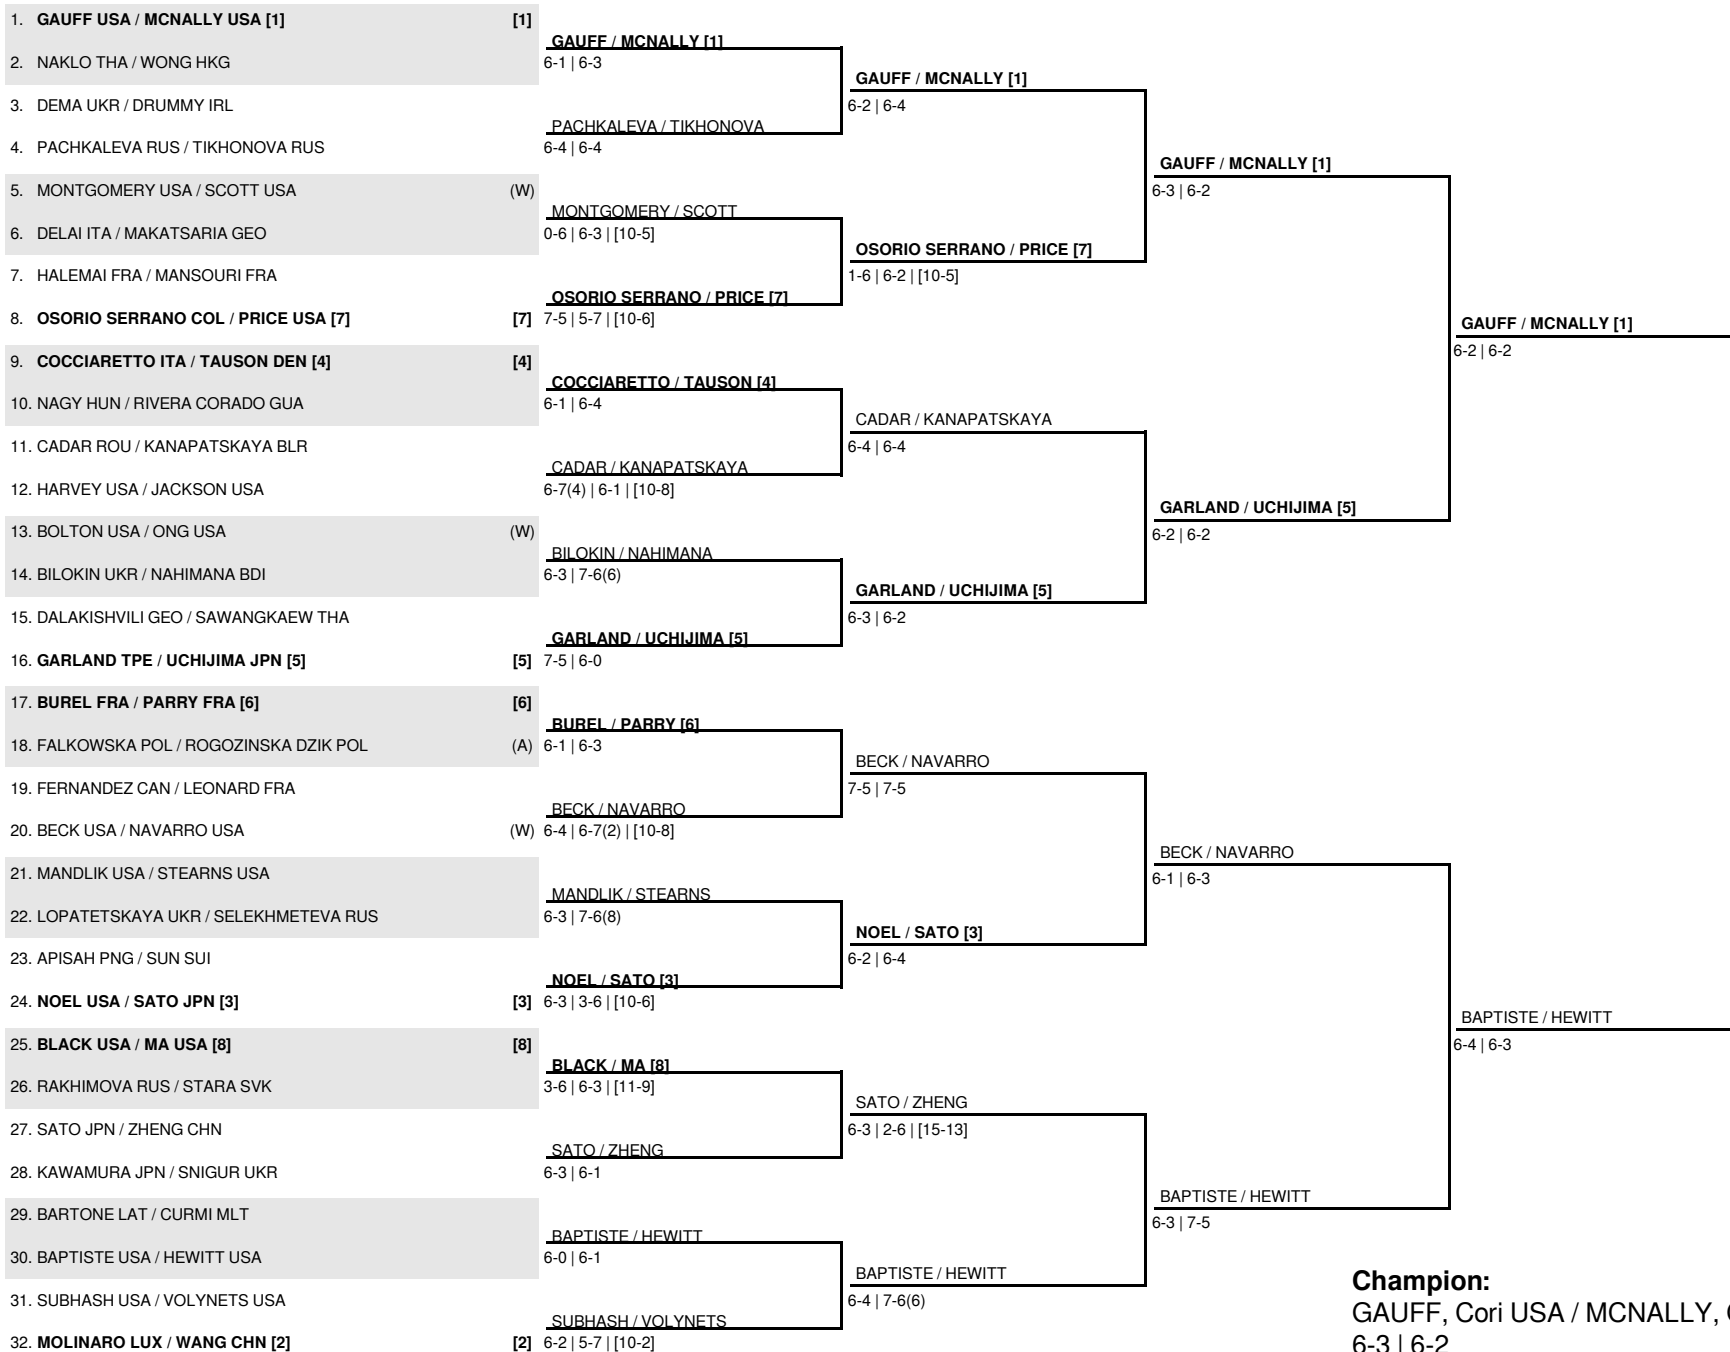 1. GAUFF USA / MCNALLY USA [1] [1]
GAUFF / MCNALLY [1]
2. NAKLO THA / WONG HKG 6-1 | 6-3
GAUFF / MCNALLY [1]
3. DEMA UKR / DRUMMY IRL 6-2 | 6-4
PACHKALEVA / TIKHONOVA
4. PACHKALEVA RUS / TIKHONOVA RUS 6-4 | 6-4
GAUFF / MCNALLY [1]
5. MONTGOMERY USA / SCOTT USA (W) 6-3 | 6-2
MONTGOMERY / SCOTT
6. DELAI ITA / MAKATSARIA GEO 0-6 | 6-3 | [10-5]
OSORIO SERRANO / PRICE [7]
7. HALEMAI FRA / MANSOURI FRA 1-6 | 6-2 | [10-5]
OSORIO SERRANO / PRICE [7]
8. OSORIO SERRANO COL / PRICE USA [7] [7] 7-5 | 5-7 | [10-6]
GAUFF / MCNALLY [1]
6-2 | 6-2
9. COCCIARETTO ITA / TAUSON DEN [4] [4]
COCCIARETTO / TAUSON [4]
10. NAGY HUN / RIVERA CORADO GUA 6-1 | 6-4
CADAR / KANAPATSKAYA
11. CADAR ROU / KANAPATSKAYA BLR 6-4 | 6-4
CADAR / KANAPATSKAYA
12. HARVEY USA / JACKSON USA 6-7(4) | 6-1 | [10-8]
GARLAND / UCHIJIMA [5]
13. BOLTON USA / ONG USA (W) 6-2 | 6-2
BILOKIN / NAHIMANA
14. BILOKIN UKR / NAHIMANA BDI 6-3 | 7-6(6)
GARLAND / UCHIJIMA [5]
15. DALAKISHVILI GEO / SAWANGKAEW THA 6-3 | 6-2
GARLAND / UCHIJIMA [5]
16. GARLAND TPE / UCHIJIMA JPN [5] [5] 7-5 | 6-0
17. BUREL FRA / PARRY FRA [6] [6]
BUREL / PARRY [6]
18. FALKOWSKA POL / ROGOZINSKA DZIK POL (A) 6-1 | 6-3
BECK / NAVARRO
19. FERNANDEZ CAN / LEONARD FRA 7-5 | 7-5
BECK / NAVARRO
20. BECK USA / NAVARRO USA (W) 6-4 | 6-7(2) | [10-8]
BECK / NAVARRO
21. MANDLIK USA / STEARNS USA 6-1 | 6-3
MANDLIK / STEARNS
22. LOPATETSKAYA UKR / SELEKHMETEVA RUS 6-3 | 7-6(8)
NOEL / SATO [3]
23. APISAH PNG / SUN SUI 6-2 | 6-4
NOEL / SATO [3]
24. NOEL USA / SATO JPN [3] [3] 6-3 | 3-6 | [10-6]
BAPTISTE / HEWITT
25. BLACK USA / MA USA [8] [8] 6-4 | 6-3
BLACK / MA [8]
26. RAKHIMOVA RUS / STARA SVK 3-6 | 6-3 | [11-9]
SATO / ZHENG
27. SATO JPN / ZHENG CHN 6-3 | 2-6 | [15-13]
SATO / ZHENG
28. KAWAMURA JPN / SNIGUR UKR 6-3 | 6-1
BAPTISTE / HEWITT
29. BARTONE LAT / CURMI MLT 6-3 | 7-5
BAPTISTE / HEWITT
30. BAPTISTE USA / HEWITT USA 6-0 | 6-1
BAPTISTE / HEWITT
31. SUBHASH USA / VOLYNETS USA 6-4 | 7-6(6)
SUBHASH / VOLYNETS
32. MOLINARO LUX / WANG CHN [2] [2] 6-2 | 5-7 | [10-2]
Champion:
GAUFF, Cori USA / MCNALLY,
6-3 | 6-2